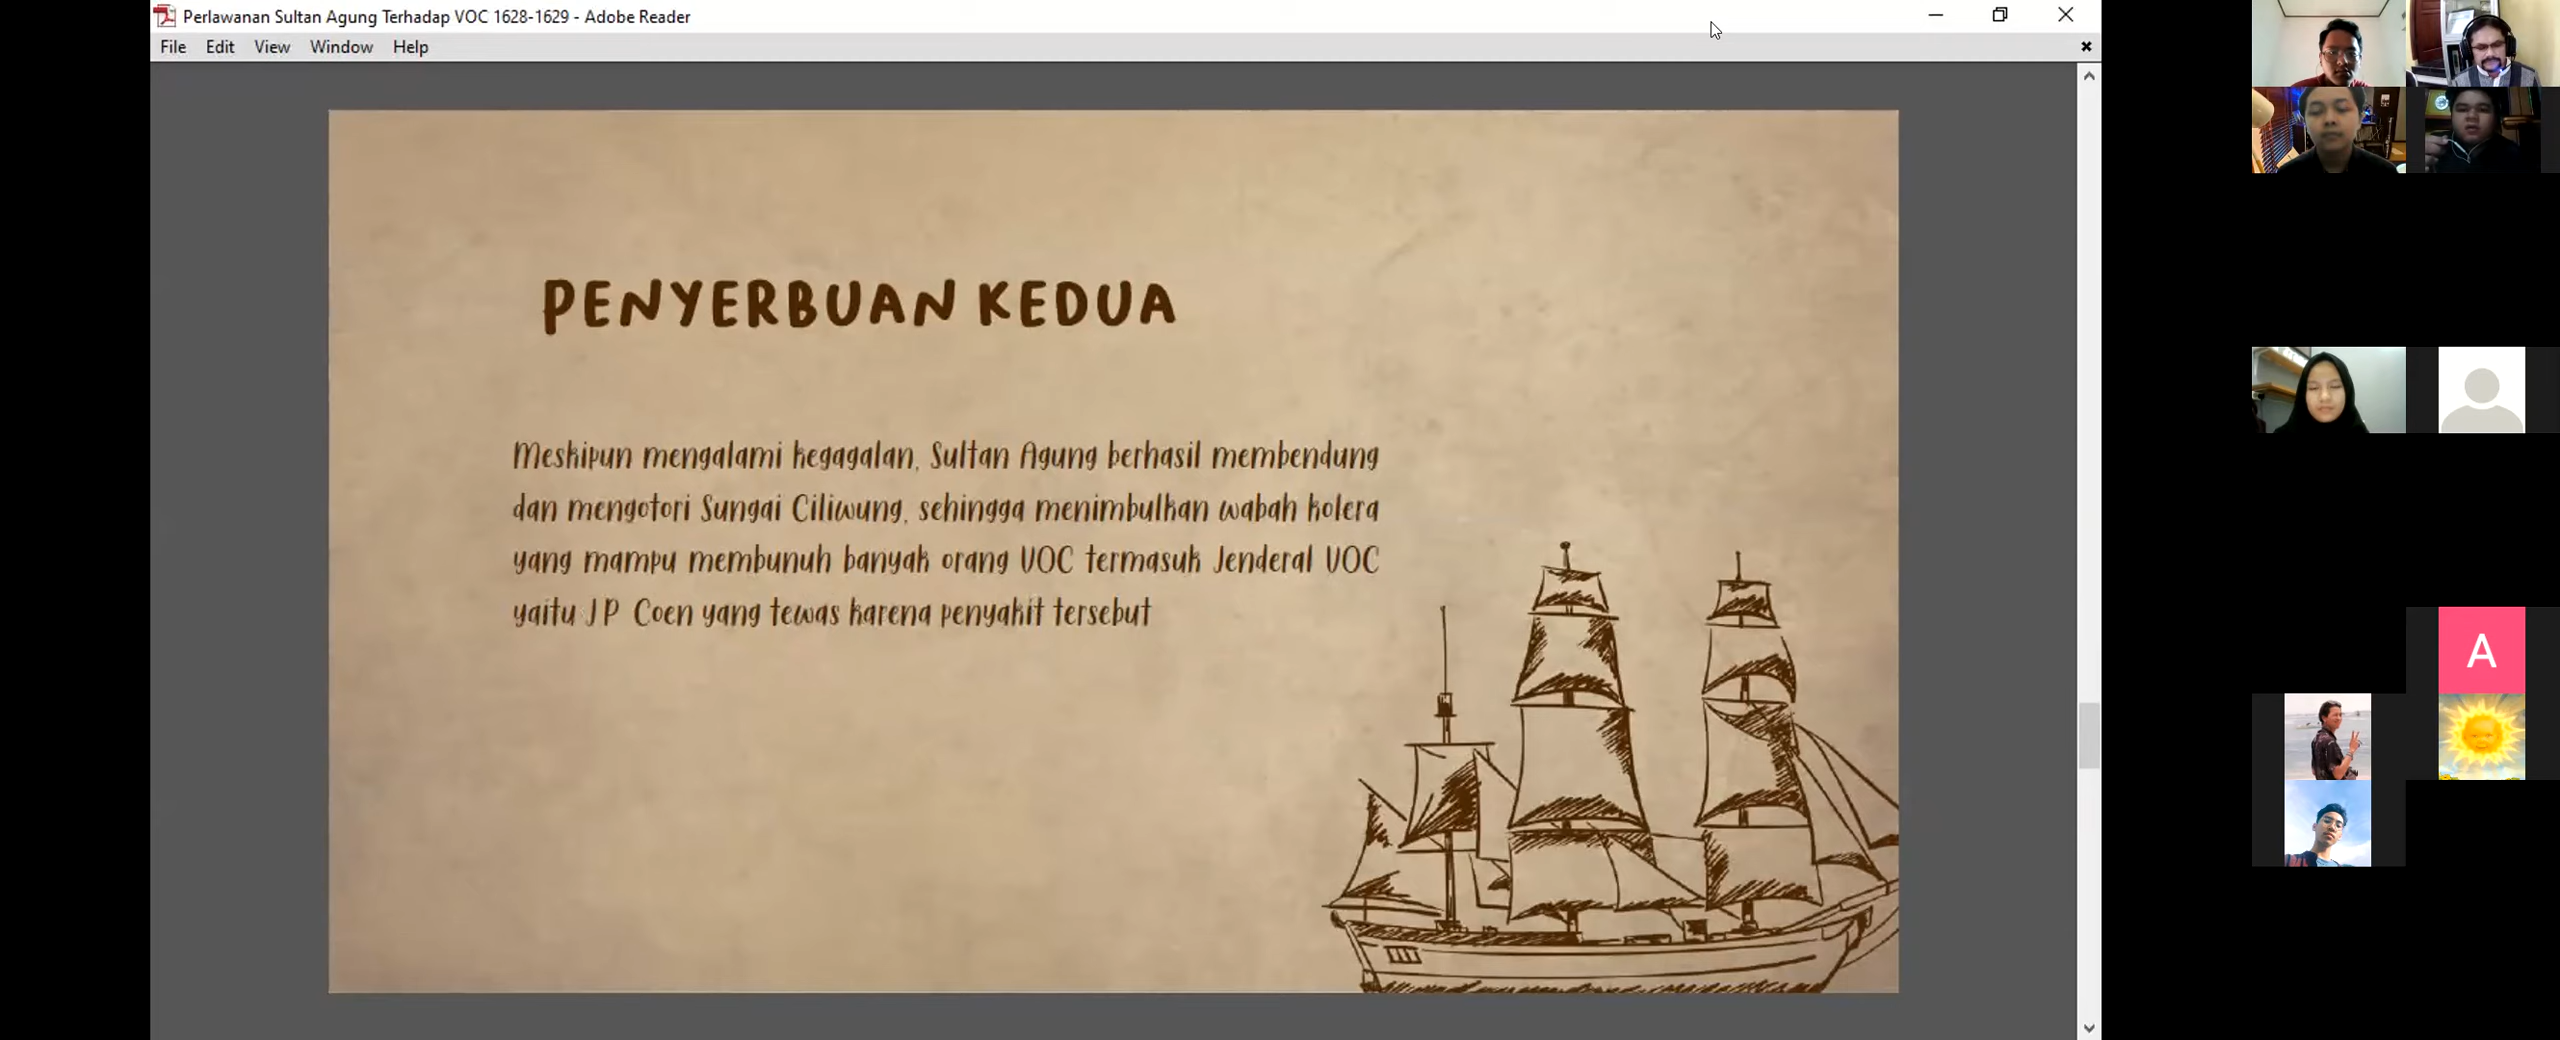 Perlawanan Sultan Agung Terhadap VOC 1628-1629 - Adobe Reader
File Edit View Window Help
PENYERBUAN KEDUA
Meskipun mengalami kegagalan, Sultan Agung berhasil membendung
dan mengotori Sungai Ciliwung, sehingga menimbulkan wabah kolera
yang mampu membunuh banyak orang VOC termasuk Jenderal VOC
yaitu J P Coen yang tewas karena penyakit tersebut
A